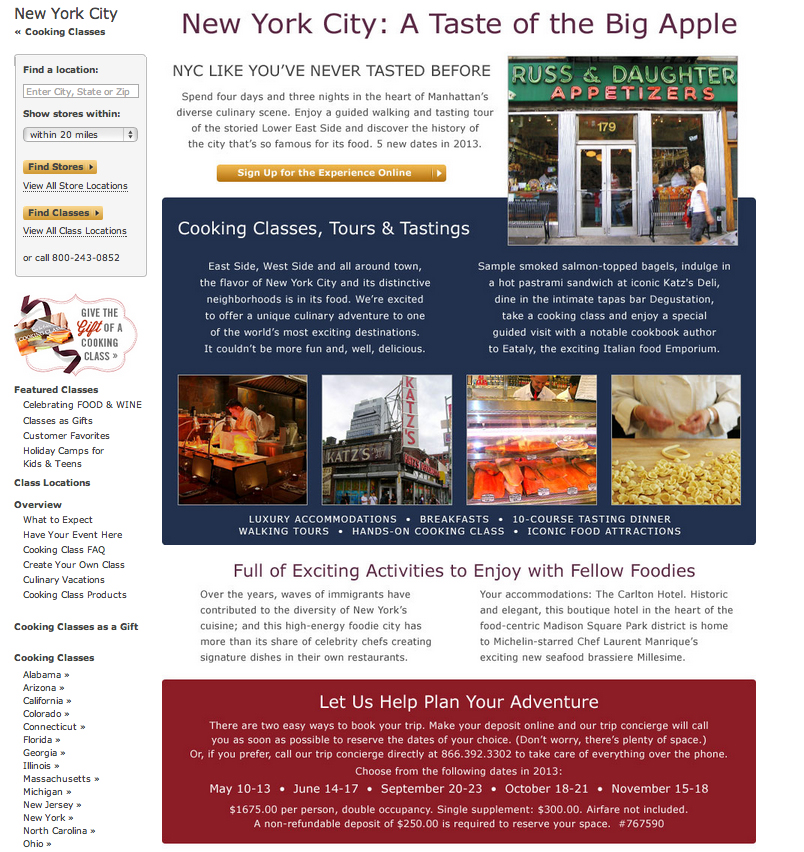 New York City
« Cooking Classes
Find a location:
Enter City, State or Zip
Show stores within:
within 20 miles
Find Stores
View All Store Locations
Find Classes
View All Class Locations
or call 800-243-0852
GIVE THE
Gift OF A
COOKING
CLASS »
Featured Classes
Celebrating FOOD & WINE
Classes as Gifts
Customer Favorites
Holiday Camps for
Kids & Teens
Class Locations
Overview
What to Expect
Have Your Event Here
Cooking Class FAQ
Create Your Own Class
Culinary Vacations
Cooking Class Products
Cooking Classes as a Gift
Cooking Classes
Alabama »
Arizona »
California »
Colorado »
Connecticut »
Florida »
Georgia »
Illinois »
Massachusetts »
Michigan »
New Jersey »
New York »
North Carolina »
Ohio »
New York City: A Taste of the Big Apple
NYC LIKE YOU'VE NEVER TASTED BEFORE
Spend four days and three nights in the heart of Manhattan's
diverse culinary scene. Enjoy a guided walking and tasting tour
of the storied Lower East Side and discover the history of
the city that's so famous for its food. 5 new dates in 2013.
Sign Up for the Experience Online
RUSS & DAUGHTER
APPETIZERS
179
Cooking Classes, Tours & Tastings
East Side, West Side and all around town,
the flavor of New York City and its distinctive
neighborhoods is in its food. We're excited
to offer a unique culinary adventure to one
of the world's most exciting destinations.
It couldn't be more fun and, well, delicious.
Sample smoked salmon-topped bagels, indulge in
a hot pastrami sandwich at iconic Katz's Deli,
dine in the intimate tapas bar Degustation,
take a cooking class and enjoy a special
guided visit with a notable cookbook author
to Eataly, the exciting Italian food Emporium.
KATZ'S
KATZ'S
LUXURY ACCOMMODATIONS • BREAKFASTS • 10-COURSE TASTING DINNER
WALKING TOURS • HANDS-ON COOKING CLASS • ICONIC FOOD ATTRACTIONS
Full of Exciting Activities to Enjoy with Fellow Foodies
Over the years, waves of immigrants have
contributed to the diversity of New York's
cuisine; and this high-energy foodie city has
more than its share of celebrity chefs creating
signature dishes in their own restaurants.
Your accommodations: The Carlton Hotel. Historic
and elegant, this boutique hotel in the heart of the
food-centric Madison Square Park district is home
to Michelin-starred Chef Laurent Manrique's
exciting new seafood brassiere Millesime.
Let Us Help Plan Your Adventure
There are two easy ways to book your trip. Make your deposit online and our trip concierge will call
you as soon as possible to reserve the dates of your choice. (Don't worry, there's plenty of space.)
Or, if you prefer, call our trip concierge directly at 866.392.3302 to take care of everything over the phone.
Choose from the following dates in 2013:
May 10-13 • June 14-17 • September 20-23 • October 18-21 • November 15-18
$1675.00 per person, double occupancy. Single supplement: $300.00. Airfare not included.
A non-refundable deposit of $250.00 is required to reserve your space. #767590